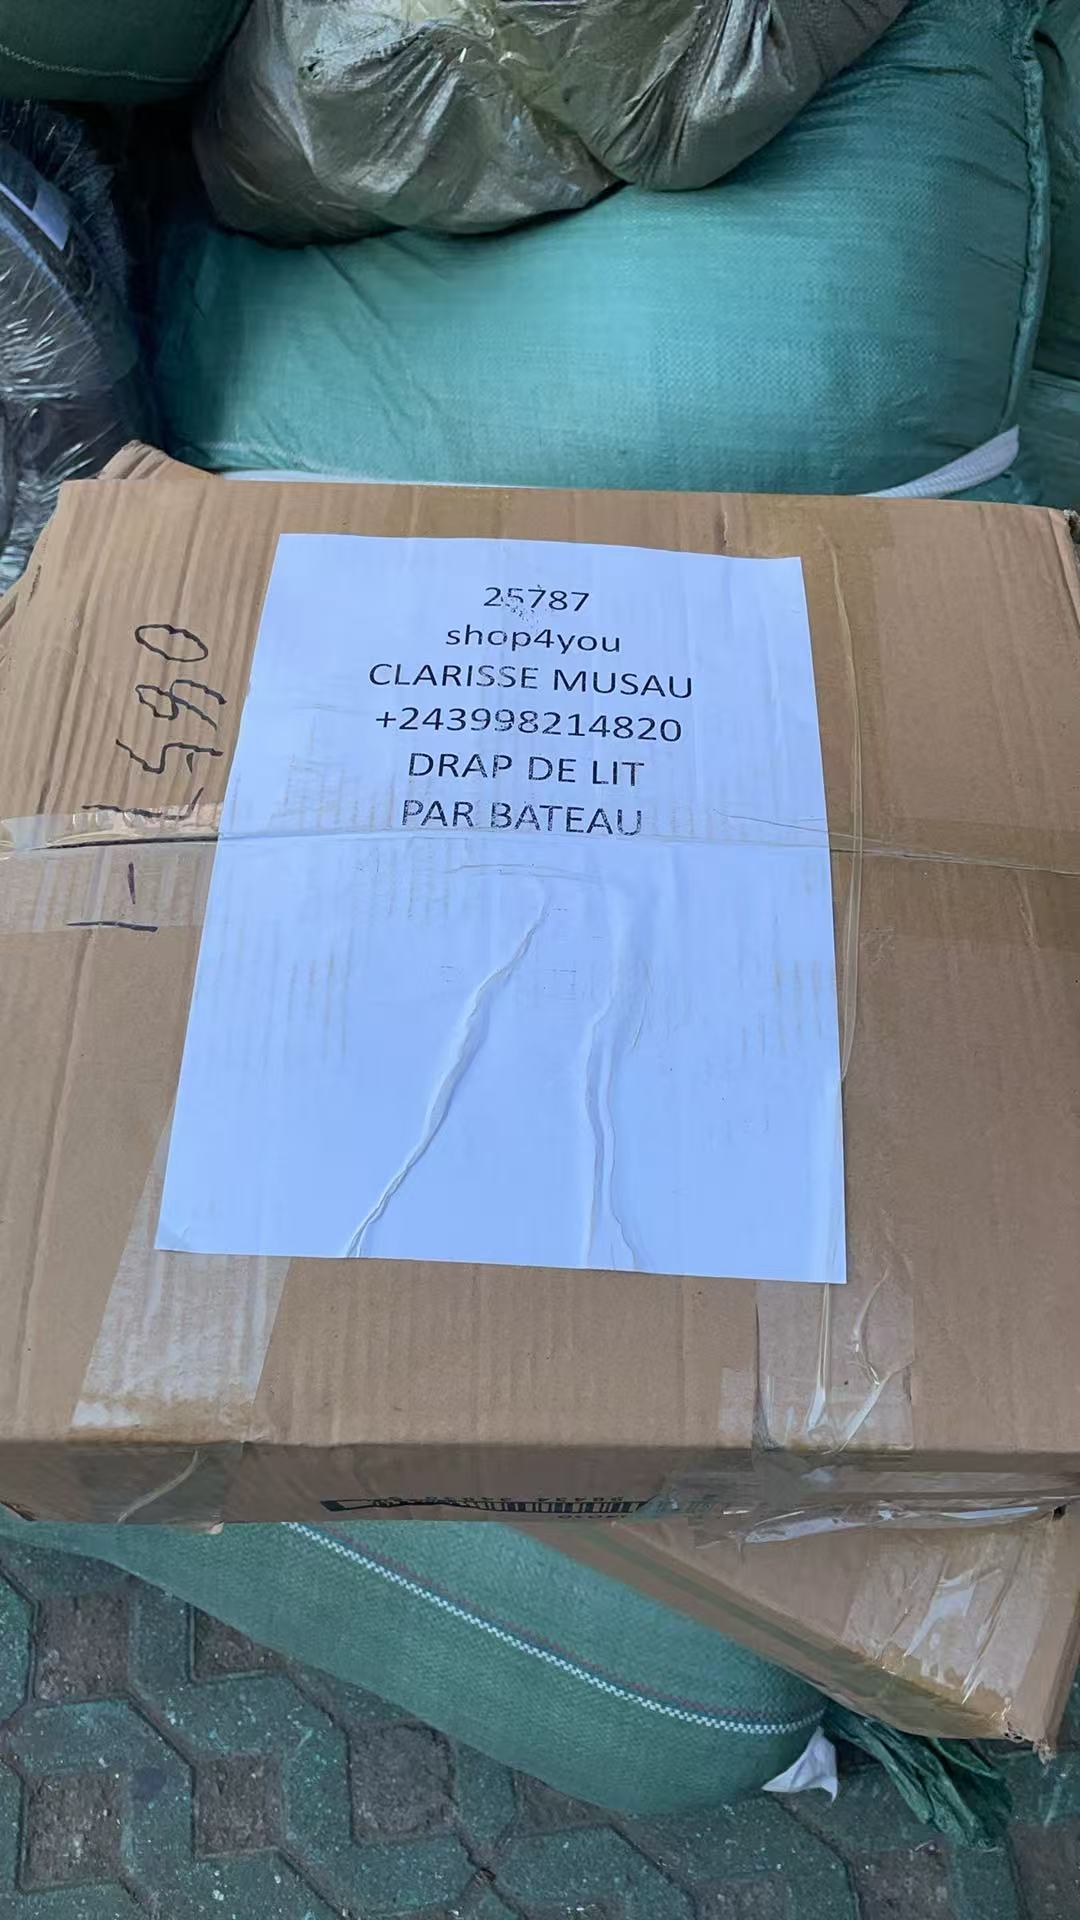 25787
shop4you
CLARISSE MUSAU
+243998214820
DRAP DE LIT
PAR BATEAU